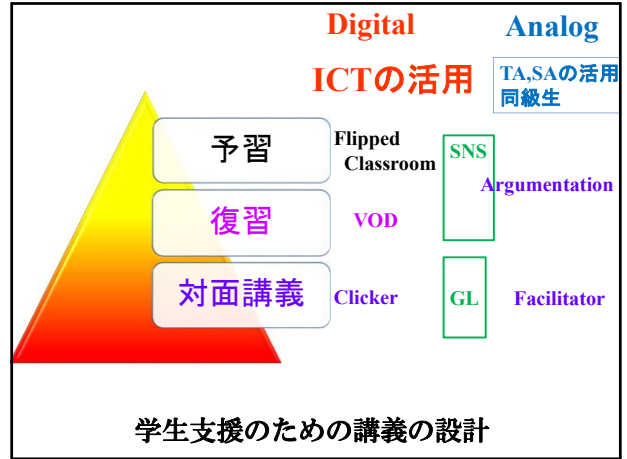 Digital
Analog
ICTの活用
TA,SAの活用
同級生
予習
Flipped
Classroom
SNS
Argumentation
復習
VOD
対面講義
Clicker
GL
Facilitator
学生支援のための講義の設計